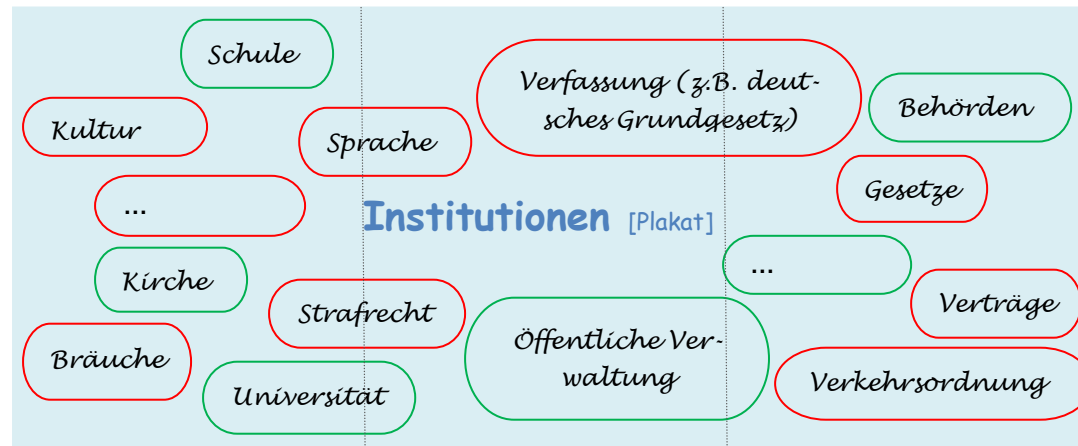 Schule
Verfassung (z.B. deut-
sches Grundgesetz)
Behörden
Kultur
Sprache
Gesetze
...
Institutionen [Plakat]
...
Kirche
Strafrecht
Verträge
Öffentliche Ver-
waltung
Bräuche
Universität
Verkehrsordnung